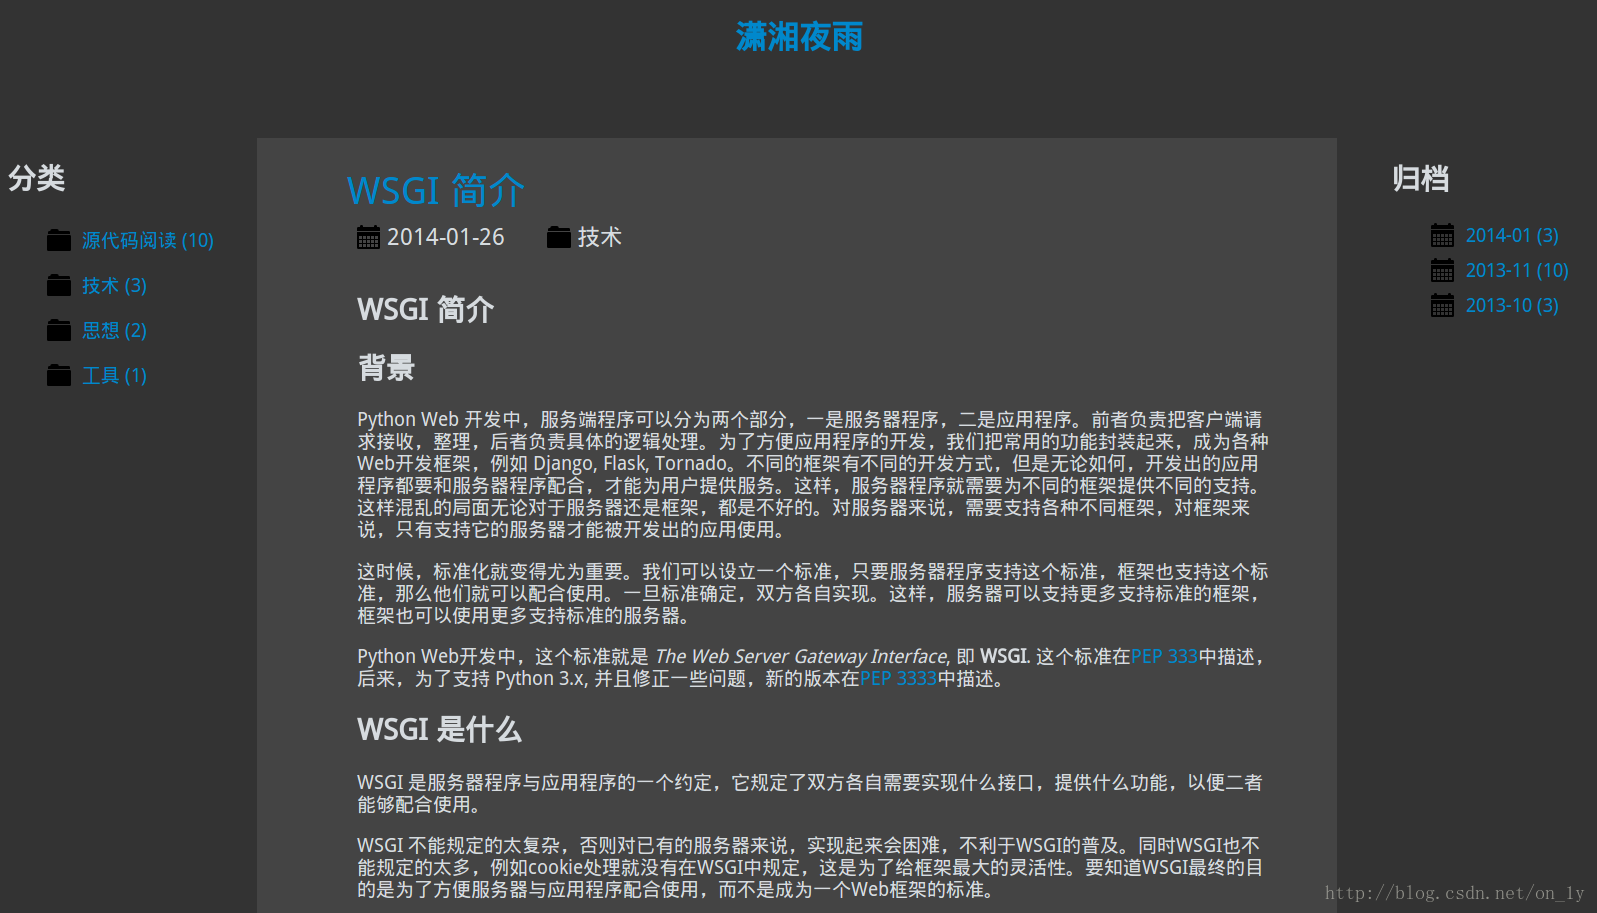 潇湘夜雨
分类
源代码阅读 (10)
技术 (3)
思想 (2)
工具 (1)
WSGI 简介
2014-01-26 技术
WSGI 简介
背景
Python Web 开发中，服务端程序可以分为两个部分，一是服务器程序，二是应用程序。前者负责把客户端请
求接收，整理，后者负责具体的逻辑处理。为了方便应用程序的开发，我们把常用的功能封装起来，成为各种
Web开发框架，例如 Django, Flask, Tornado。不同的框架有不同的开发方式，但是无论如何，开发出的应用
程序都要和服务器程序配合，才能为用户提供服务。这样，服务器程序就需要为不同的框架提供不同的支持。
这样混乱的局面无论对于服务器还是框架，都是不好的。对服务器来说，需要支持各种不同框架，对框架来
说，只有支持它的服务器才能被开发出的应用使用。
这时候，标准化就变得尤为重要。我们可以设立一个标准，只要服务器程序支持这个标准，框架也支持这个标
准，那么他们就可以配合使用。一旦标准确定，双方各自实现。这样，服务器可以支持更多支持标准的框架，
框架也可以使用更多支持标准的服务器。
Python Web开发中，这个标准就是 The Web Server Gateway Interface, 即 WSGI. 这个标准在PEP 333中描述，
后来，为了支持 Python 3.x, 并且修正一些问题，新的版本在PEP 3333中描述。
WSGI 是什么
WSGI 是服务器程序与应用程序的一个约定，它规定了双方各自需要实现什么接口，提供什么功能，以便二者
能够配合使用。
WSGI 不能规定的太复杂，否则对已有的服务器来说，实现起来会困难，不利于WSGI的普及。同时WSGI也不
能规定的太多，例如cookie处理就没有在WSGI中规定，这是为了给框架最大的灵活性。要知道WSGI最终的目
的是为了方便服务器与应用程序配合使用，而不是成为一个Web框架的标准。
归档
2014-01 (3)
2013-11 (10)
2013-10 (3)
http://blog.csdn.net/on_1y